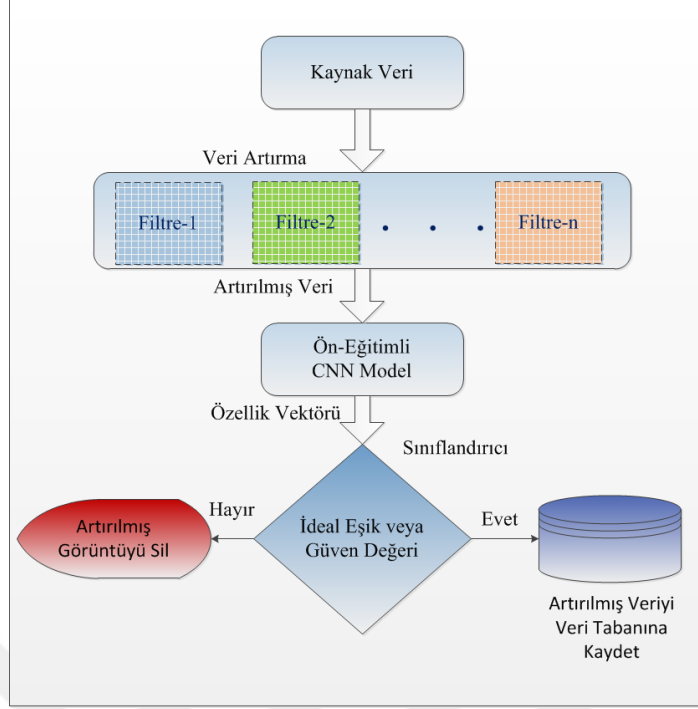 Kaynak Veri
Veri Artırma
Filtre-1
Filtre-2
. . .
Filtre-n
Artırılmış Veri
Ön-Eğitimli
CNN Model
Özellik Vektörü
Sınıflandırıcı
Hayır
İdeal Eşik veya
Güven Değeri
Evet
Artırılmış
Görüntüyü Sil
Artırılmış Veriyi
Veri Tabanına
Kaydet